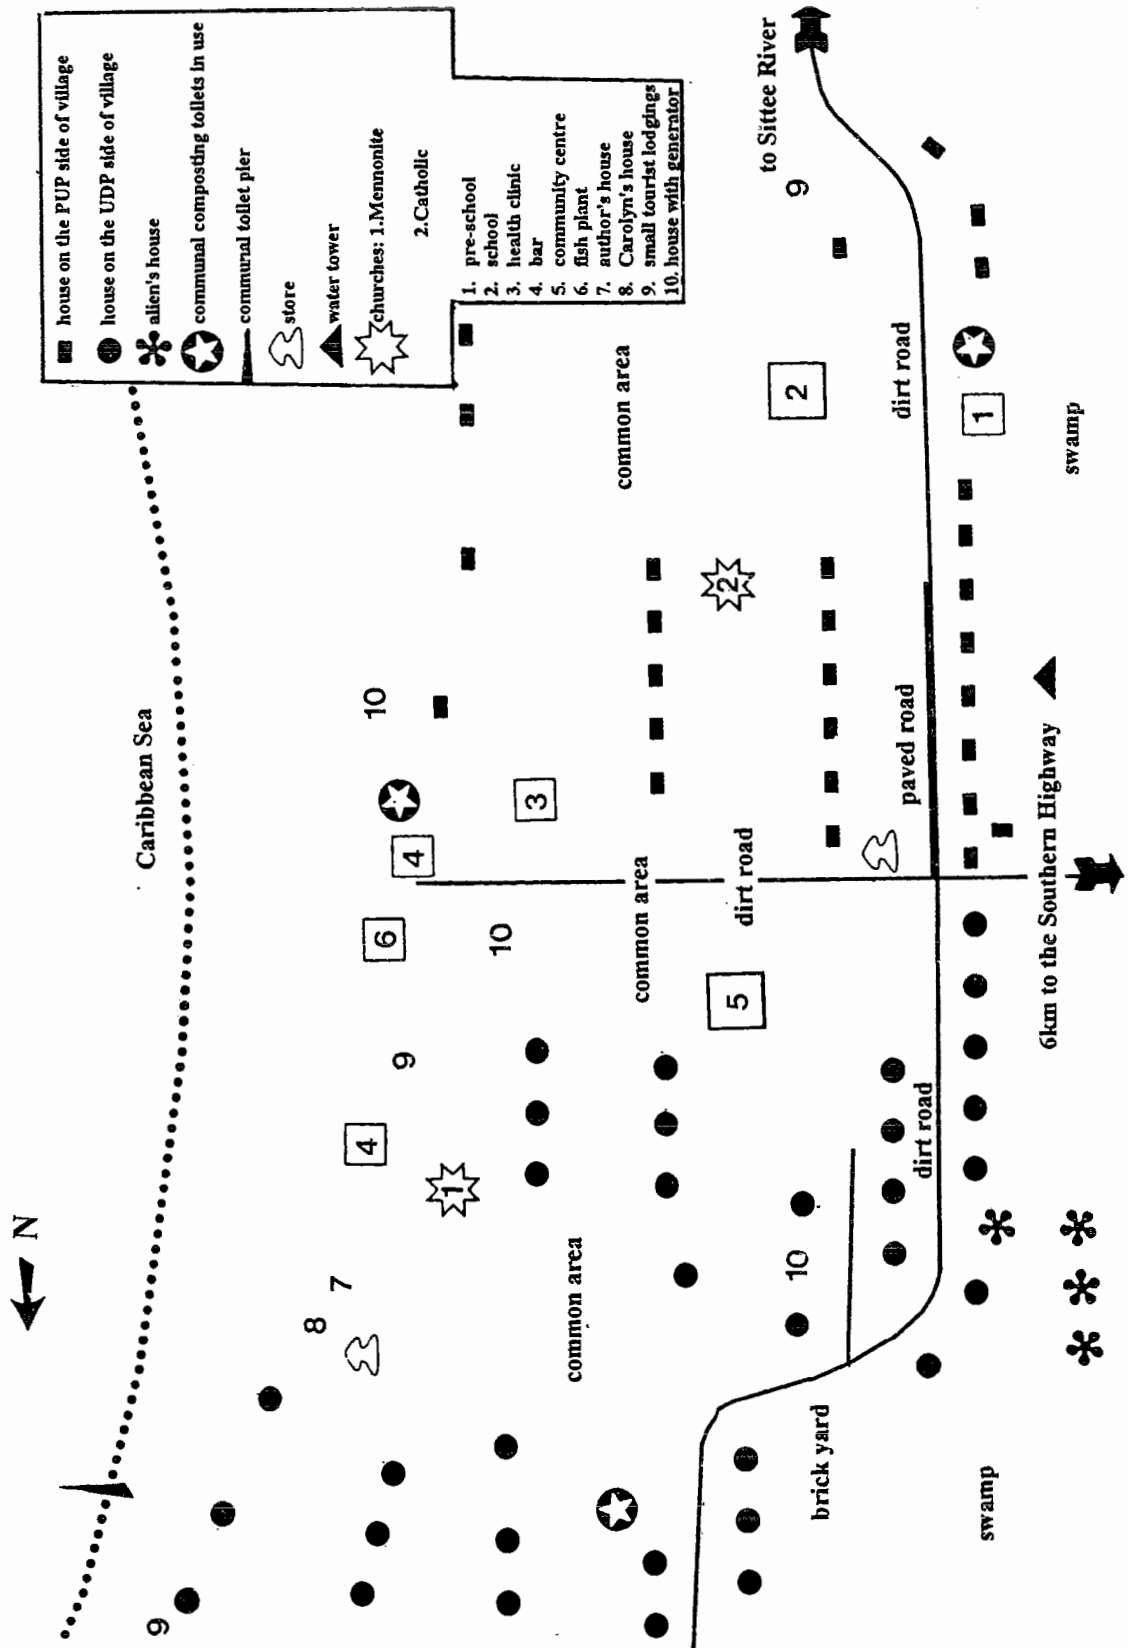 house on the PUP side of village
house on the UDP side of village
alien's house
communal composting toilets in use
communal toilet pier
store
water tower
churches: 1.Mennonite
2.Catholic
1. pre-school
2. school
3. health clinic
4. bar
5. community centre
6. fish plant
7. author's house
8. Carolyn's house
9. small tourist lodgings
10. house with generator
N
Caribbean Sea
to Sittee River
9
2
common area
dirt road
1
swamp
10
2
3
4
paved road
6
10
common area
dirt road
6km to the Southern Highway
5
9
4
1
dirt road
7
8
common area
10
brick yard
swamp
9